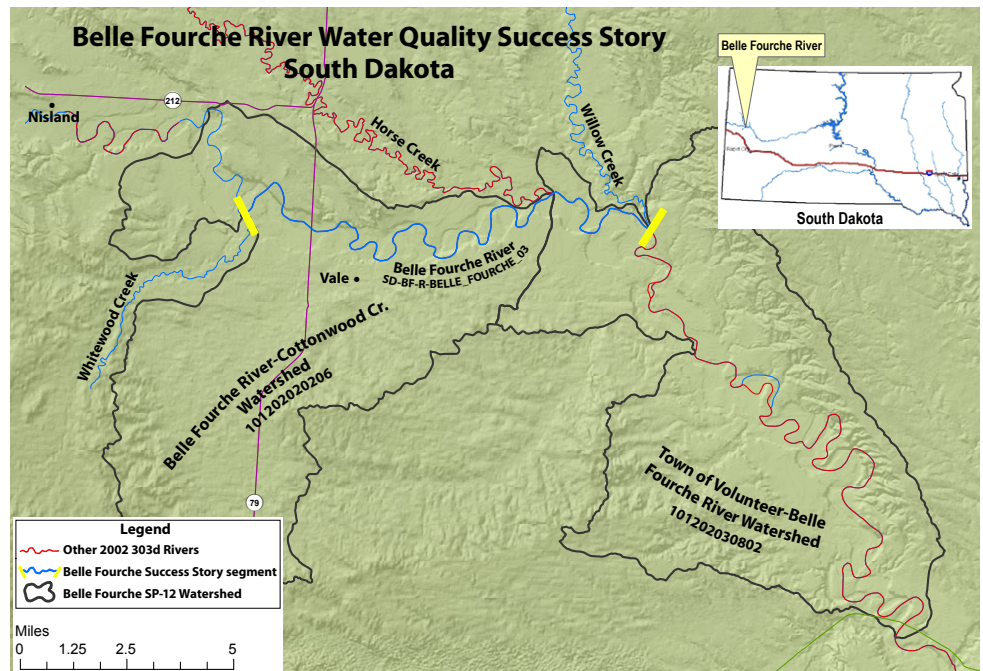 Belle Fourche River Water Quality Success Story
South Dakota
Belle Fourche River
212
Nisland
Horse Creek
Willow Creek
South Dakota
Belle Fourche River
SD-BF-R-BELLE_FOURCHE_03
Vale
Whitewood Creek
Belle Fourche River-Cottonwood Cr.
Watershed
101202020206
Town of Volunteer-Belle
Fourche River Watershed
101202030802
79
Legend
Other 2002 303d Rivers
Belle Fourche Success Story segment
Belle Fourche SP-12 Watershed
Miles
0 1.25 2.5 5